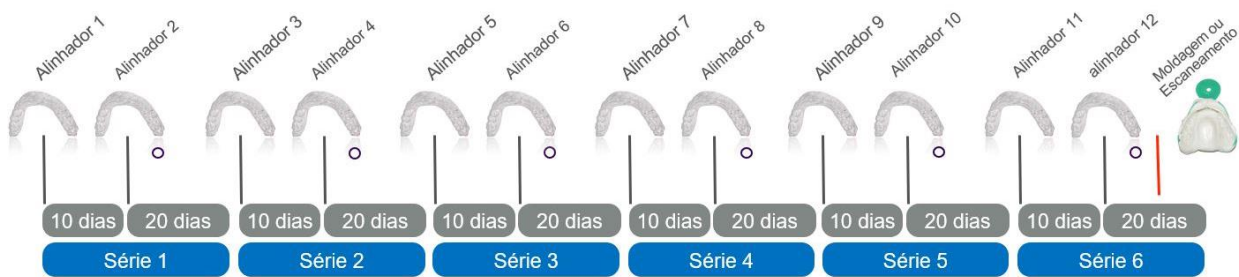 Alinhador 1
Alinhador 2
Alinhador 3
Alinhador 4
Alinhador 5
Alinhador 6
Alinhador 7
Alinhador 8
Alinhador 9
Alinhador 10
Alinhador 11
alinhador 12
Moldagem ou
Escaneamento
10 dias
20 dias
10 dias
20 dias
10 dias
20 dias
10 dias
20 dias
10 dias
20 dias
10 dias
20 dias
Série 1
Série 2
Série 3
Série 4
Série 5
Série 6